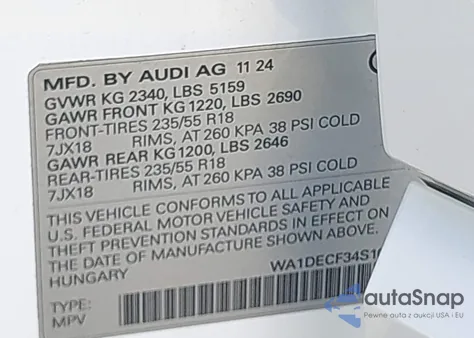 MFD. BY AUDI AG 11 24
GVWR KG 2340, LBS 5159
GAWR FRONT KG 1220, LBS 2690
FRONT-TIRES 235/55 R18
7JX18 RIMS, AT 260 KPA 38 PSI COLD
GAWR REAR KG1200, LBS 2646
REAR-TIRES 235/55 R18
7JX18 RIMS, AT 260 KPA 38 PSI COLD
THIS VEHICLE CONFORMS TO ALL APPLICABLE
U.S. FEDERAL MOTOR VEHICLE SAFETY AND
THEFT PREVENTION STANDARDS IN EFFECT ON
THE DATE OF MANUFACTURE SHOWN ABOVE.
HUNGARY WA1DECF34S1
TYPE:
MPV
autaSnap
Pewne auta z aukcji USA i EU